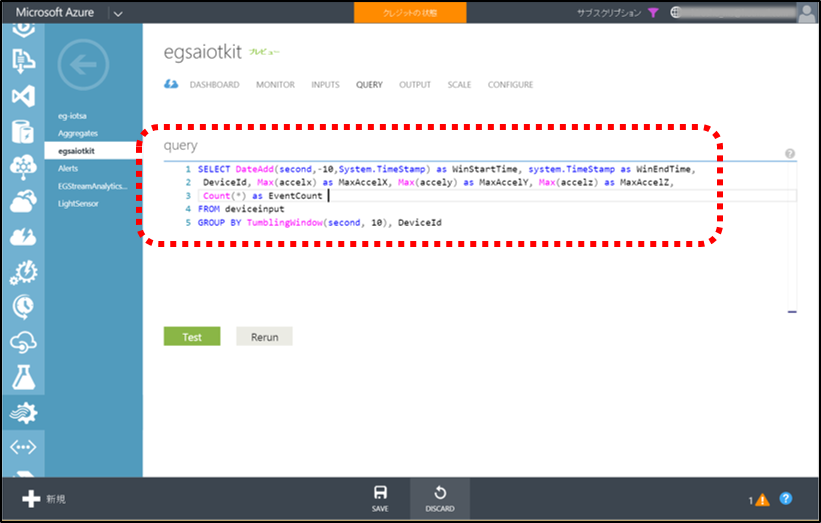 Microsoft Azure
クレジットの状態
サブスクリプション
egsaiotkit プレビュー
DASHBOARD MONITOR INPUTS QUERY OUTPUT SCALE CONFIGURE
eg-iotsa
Aggregates
egsaiotkit
Alerts
EGStreamAnalytics...
LightSensor
query
?
1 SELECT DateAdd(second,-10,System.TimeStamp) as WinStartTime, system.TimeStamp as WinEndTime,
2 DeviceId, Max(accelx) as MaxAccelX, Max(accely) as MaxAccelY, Max(accelz) as MaxAccelZ,
3 Count(*) as EventCount
4 FROM deviceinput
5 GROUP BY TumblingWindow(second, 10), DeviceId
Test Rerun
新規
SAVE
DISCARD
1
?